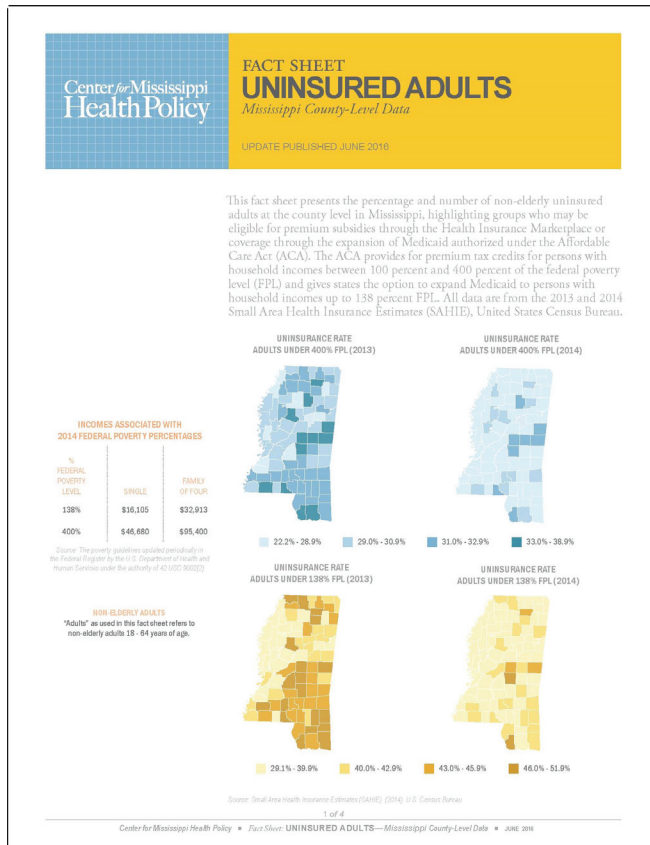 Center for Mississippi
Health Policy
FACT SHEET
UNINSURED ADULTS
Mississippi County-Level Data
UPDATE PUBLISHED JUNE 2016
This fact sheet presents the percentage and number of non-elderly uninsured
adults at the county level in Mississippi, highlighting groups who may be
eligible for premium subsidies through the Health Insurance Marketplace or
coverage through the expansion of Medicaid authorized under the Affordable
Care Act (ACA). The ACA provides for premium tax credits for persons with
household incomes between 100 percent and 400 percent of the federal poverty
level (FPL) and gives states the option to expand Medicaid to persons with
household incomes up to 138 percent FPL. All data are from the 2013 and 2014
Small Area Health Insurance Estimates (SAHIE), United States Census Bureau.
UNINSURANCE RATE
ADULTS UNDER 400% FPL (2013)
UNINSURANCE RATE
ADULTS UNDER 400% FPL (2014)
INCOMES ASSOCIATED WITH
2014 FEDERAL POVERTY PERCENTAGES
%
FEDERAL
POVERTY
LEVEL
SINGLE
FAMILY
OF FOUR
138% $16,105 $32,913
400% $46,680 $95,400
Source: The poverty guidelines updated periodically in
the Federal Register by the U.S. Department of Health and
Human Services under the authority of 42 USC 9902(2)
22.2% - 28.9% 29.0% - 30.9% 31.0% - 32.9% 33.0% - 38.9%
UNINSURANCE RATE
ADULTS UNDER 138% FPL (2013)
UNINSURANCE RATE
ADULTS UNDER 138% FPL (2014)
NON-ELDERLY ADULTS
"Adults" as used in this fact sheet refers to
non-elderly adults 18 - 64 years of age.
29.1% - 39.9% 40.0% - 42.9% 43.0% - 45.9% 46.0% - 51.9%
Source: Small Area Health Insurance Estimates (SAHIE). (2014). U.S. Census Bureau
1 of 4
Center for Mississippi Health Policy ■ Fact Sheet: UNINSURED ADULTS—Mississippi County-Level Data ■ JUNE 2016